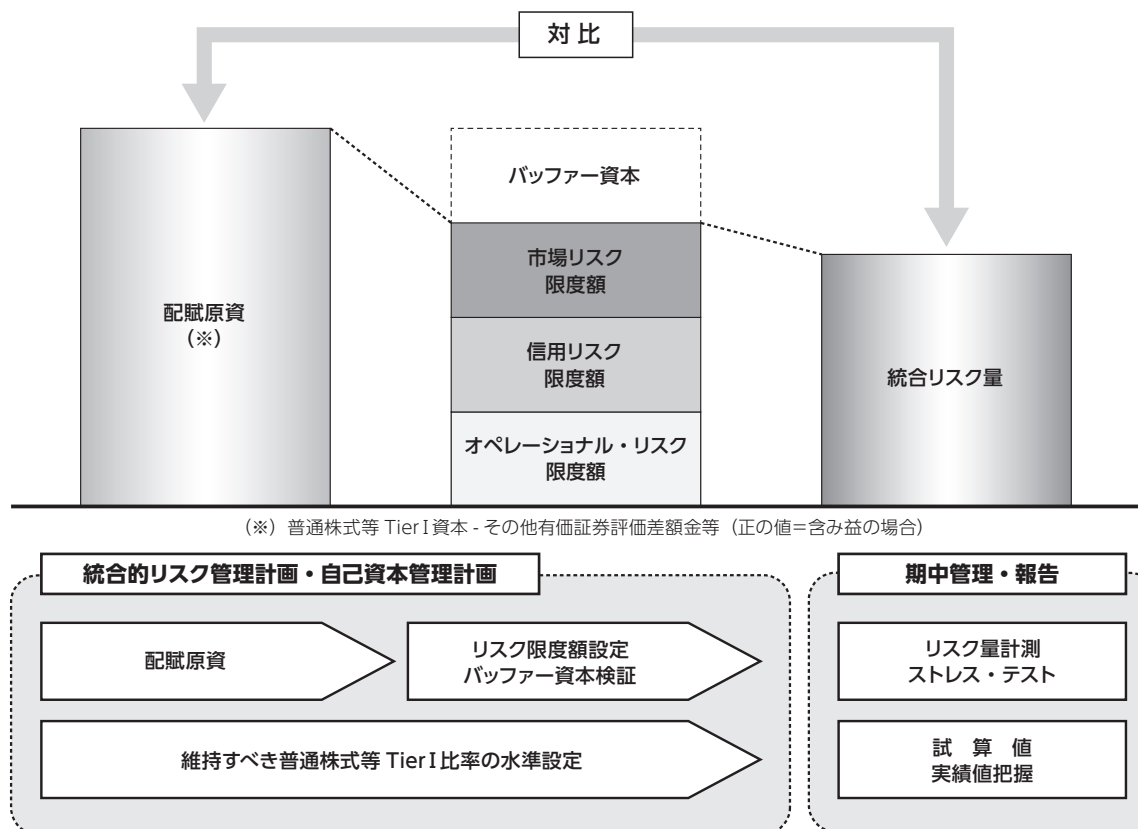 対比
バッファー資本
市場リスク
限度額
配賦原資
(※)
信用リスク
限度額
統合リスク量
オペレーショナル・リスク
限度額
(※) 普通株式等 TierⅠ資本 - その他有価証券評価差額金等 (正の値=含み益の場合)
統合的リスク管理計画・自己資本管理計画
期中管理・報告
配賦原資
リスク限度額設定
バッファー資本検証
リスク量計測
ストレス・テスト
維持すべき普通株式等 TierⅠ比率の水準設定
試 算 値
実績値把握